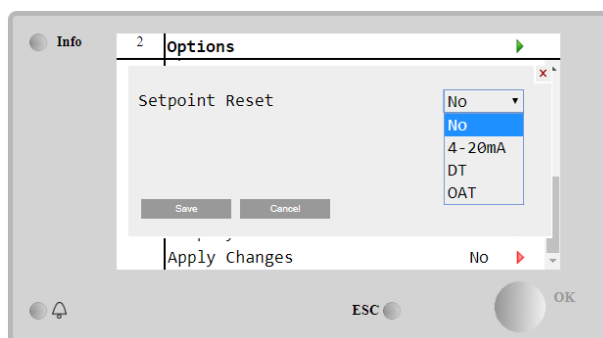 Info
2 Options
x
Setpoint Reset No
No
4-20mA
DT
OAT
Save Cancel
Apply Changes No
ESC
OK